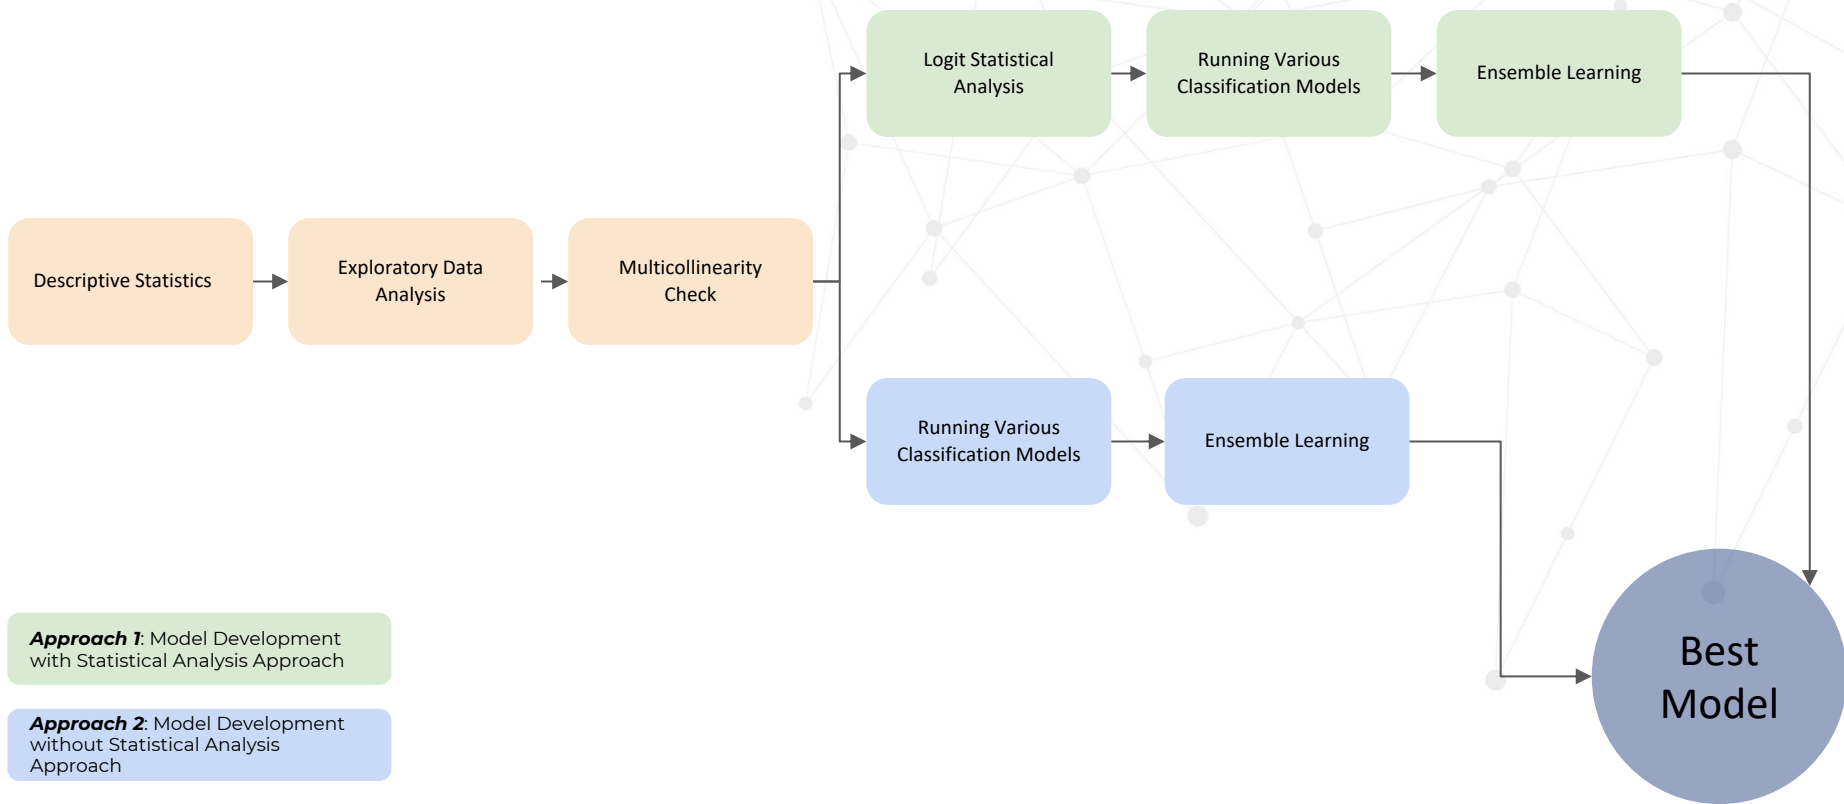 Logit Statistical
Analysis
Running Various
Classification Models
Ensemble Learning
Descriptive Statistics
Exploratory Data
Analysis
Multicollinearity
Check
Running Various
Classification Models
Ensemble Learning
Best
Model
Approach 1: Model Development
with Statistical Analysis Approach
Approach 2: Model Development
without Statistical Analysis
Approach